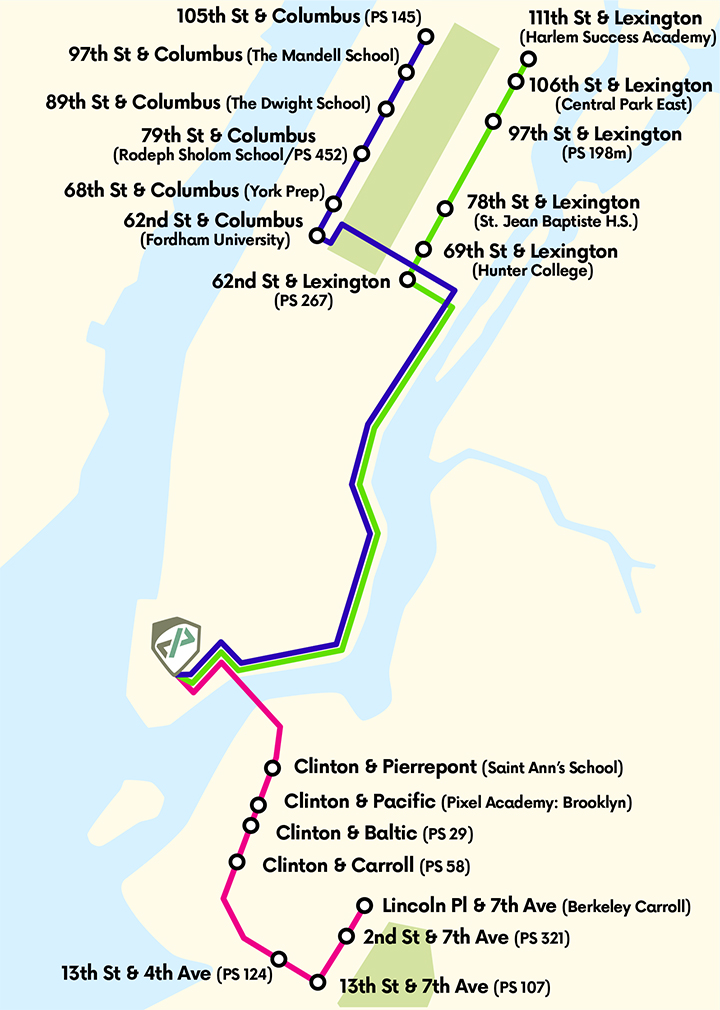 105th St & Columbus (PS 145)
97th St & Columbus (The Mandell School)
89th St & Columbus (The Dwight School)
79th St & Columbus
(Rodeph Sholom School/PS 452)
68th St & Columbus (York Prep)
62nd St & Columbus
(Fordham University)
111th St & Lexington
(Harlem Success Academy)
106th St & Lexington
(Central Park East)
97th St & Lexington
(PS 198m)
78th St & Lexington
(St. Jean Baptiste H.S.)
69th St & Lexington
(Hunter College)
62nd St & Lexington
(PS 267)
Clinton & Pierrepont (Saint Ann's School)
Clinton & Pacific (Pixel Academy: Brooklyn)
Clinton & Baltic (PS 29)
Clinton & Carroll (PS 58)
Lincoln Pl & 7th Ave (Berkeley Carroll)
2nd St & 7th Ave (PS 321)
13th St & 4th Ave (PS 124)
13th St & 7th Ave (PS 107)